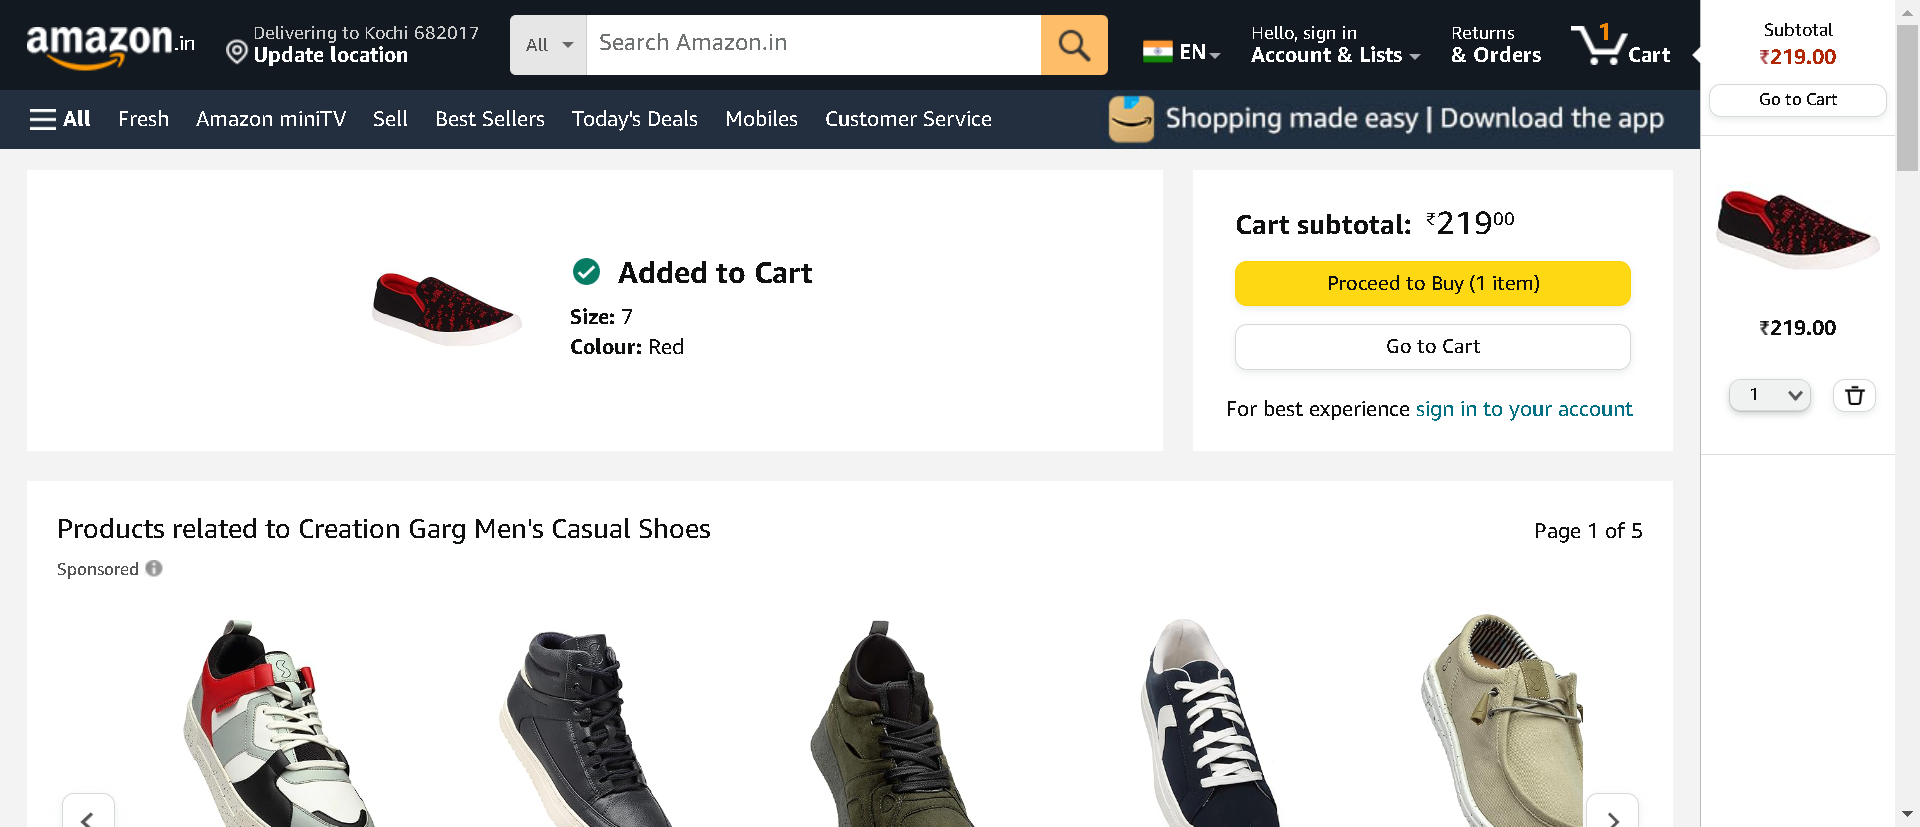 amazon.in
Delivering to Kochi 682017
Update location
All
Search Amazon.in
EN
Hello, sign in
Account & Lists
Returns
& Orders
1
Cart
All
Fresh
Amazon miniTV
Sell
Best Sellers
Today's Deals
Mobiles
Customer Service
Shopping made easy | Download the app
Subtotal
₹219.00
Go to Cart
₹219.00
1
Added to Cart
Size: 7
Colour: Red
Cart subtotal: ₹21900
Proceed to Buy (1 item)
Go to Cart
For best experience sign in to your account
Products related to Creation Garg Men's Casual Shoes
Page 1 of 5
Sponsored